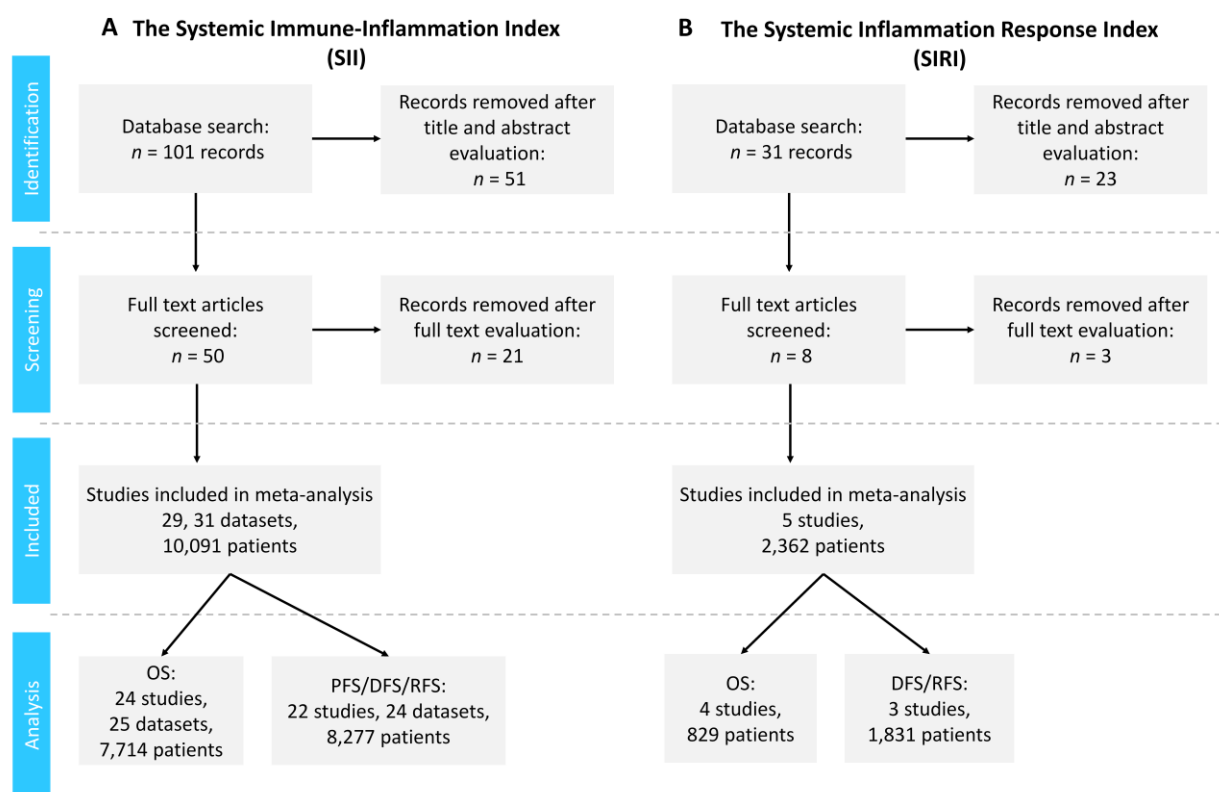 A The Systemic Immune-Inflammation Index
(SII)
B The Systemic Inflammation Response Index
(SIRI)
Identification
Database search:
n = 101 records
Records removed after
title and abstract
evaluation:
n = 51
Database search:
n = 31 records
Records removed after
title and abstract
evaluation:
n = 23
Screening
Full text articles
screened:
n = 50
Records removed after
full text evaluation:
n = 21
Full text articles
screened:
n = 8
Records removed after
full text evaluation:
n = 3
Included
Studies included in meta-analysis
29, 31 datasets,
10,091 patients
Studies included in meta-analysis
5 studies,
2,362 patients
Analysis
OS:
24 studies,
25 datasets,
7,714 patients
PFS/DFS/RFS:
22 studies, 24 datasets,
8,277 patients
OS:
4 studies,
829 patients
DFS/RFS:
3 studies,
1,831 patients